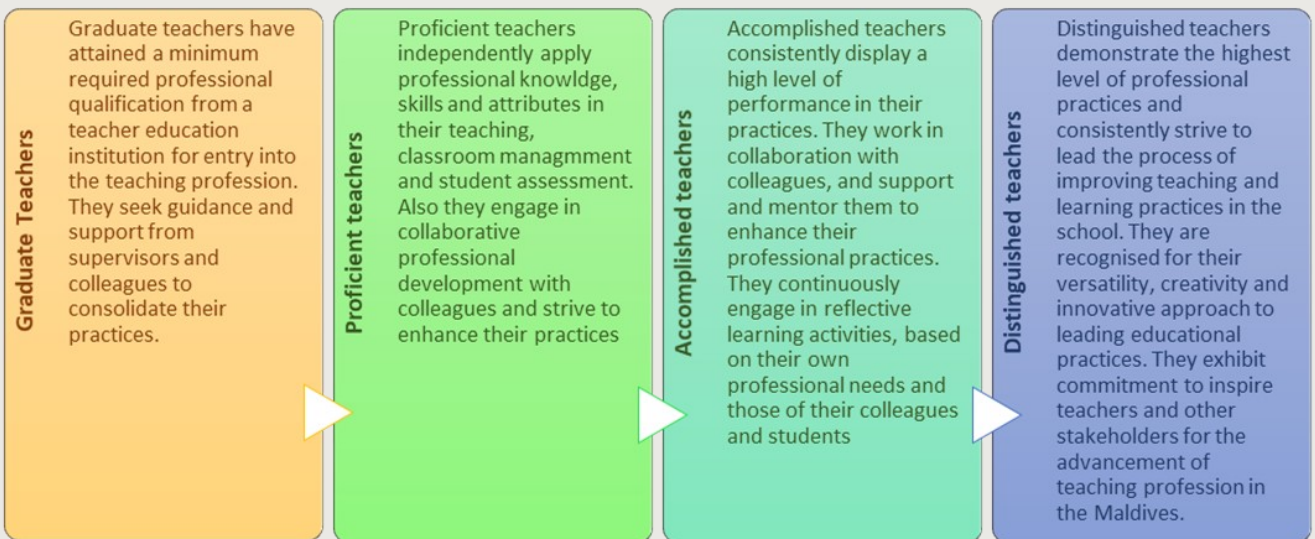 Graduate Teachers
Graduate teachers have
attained a minimum
required professional
qualification from a
teacher education
institution for entry into
the teaching profession.
They seek guidance and
support from
supervisors and
colleagues to
consolidate their
practices.
Proficient teachers
Proficient teachers
independently apply
professional knowldge,
skills and attributes in
their teaching,
classroom managmment
and student assessment.
Also they engage in
collaborative
professional
development with
colleagues and strive to
enhance their practices
Accomplished teachers
Accomplished teachers
consistently display a
high level of
performance in their
practices. They work in
collaboration with
colleagues, and support
and mentor them to
enhance their
professional practices.
They continuously
engage in reflective
learning activities, based
on their own
professional needs and
those of their colleagues
and students
Distinguished teachers
Distinguished teachers
demonstrate the highest
level of professional
practices and
consistently strive to
lead the process of
improving teaching and
learning practices in the
school. They are
recognised for their
versatility, creativity and
innovative approach to
leading educational
practices. They exhibit
commitment to inspire
teachers and other
stakeholders for the
advancement of
teaching profession in
the Maldives.